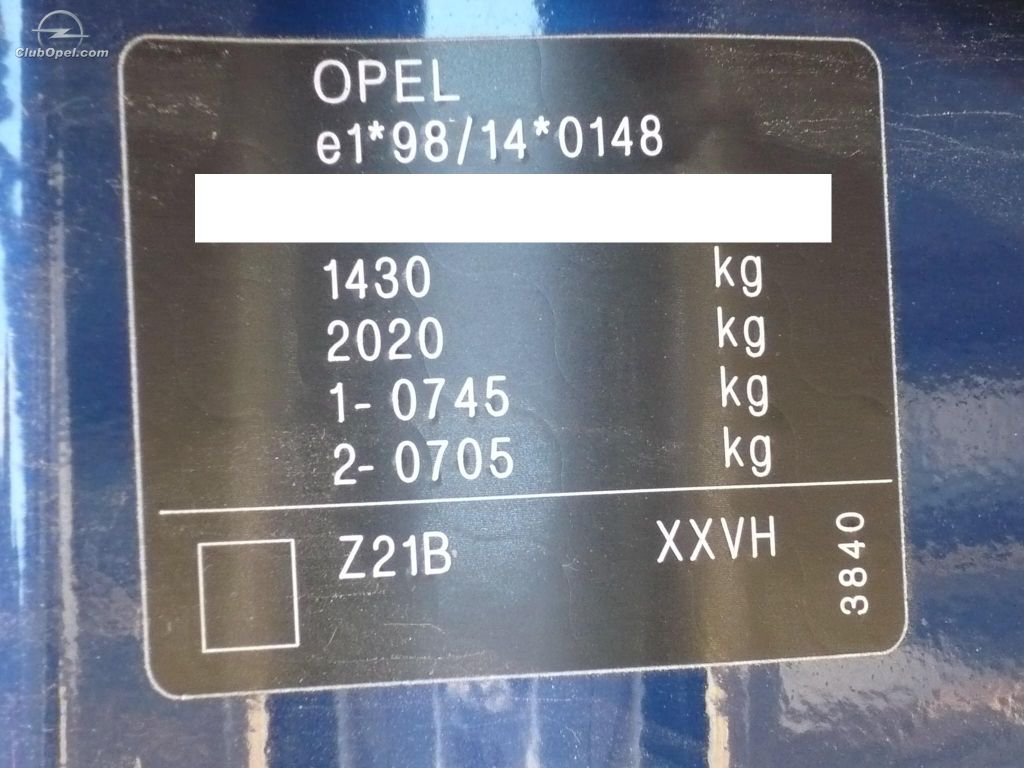 ClubOpel.com
OPEL
e1*98/14*0148
1430 kg
2020 kg
1- 0745 kg
2- 0705 kg
Z21B XXVH
3840